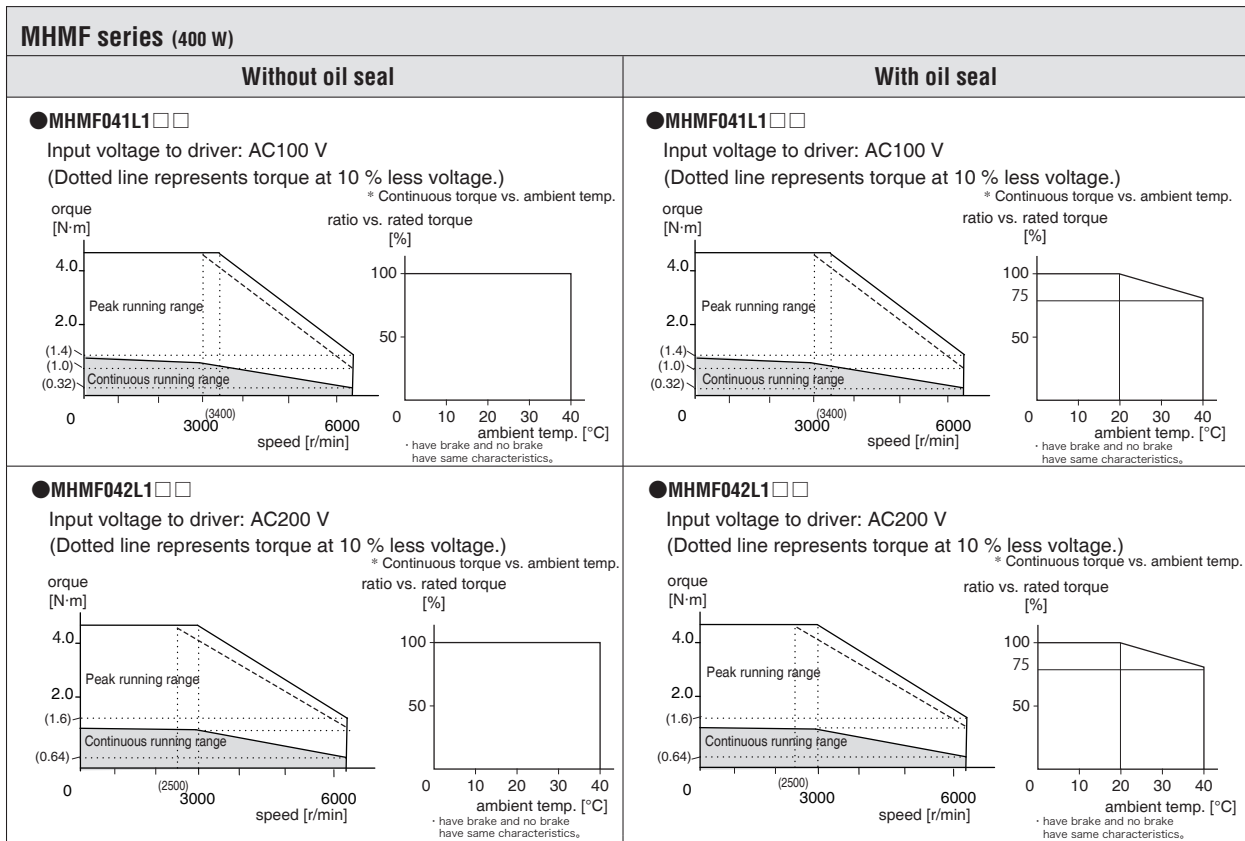 MHMF series (400 W)
Without oil seal
With oil seal
●MHMF041L1□□
Input voltage to driver: AC100 V
(Dotted line represents torque at 10 % less voltage.)
* Continuous torque vs. ambient temp.
orque
[N·m]
ratio vs. rated torque
[%]
4.0
Peak running range
2.0
(1.4)
(1.0)
Continuous running range
(0.32)
0
3000
(3400)
6000
speed [r/min]
100
50
0
10
20
30
40
ambient temp. [°C]
· have brake and no brake
have same characteristics。
●MHMF041L1□□
Input voltage to driver: AC100 V
(Dotted line represents torque at 10 % less voltage.)
* Continuous torque vs. ambient temp.
orque
[N·m]
ratio vs. rated torque
[%]
4.0
Peak running range
2.0
(1.4)
(1.0)
Continuous running range
(0.32)
0
3000
(3400)
6000
speed [r/min]
100
75
50
0
10
20
30
40
ambient temp. [°C]
· have brake and no brake
have same characteristics。
●MHMF042L1□□
Input voltage to driver: AC200 V
(Dotted line represents torque at 10 % less voltage.)
* Continuous torque vs. ambient temp.
orque
[N·m]
ratio vs. rated torque
[%]
4.0
Peak running range
2.0
(1.6)
Continuous running range
(0.64)
0
(2500)
3000
6000
speed [r/min]
100
50
0
10
20
30
40
ambient temp. [°C]
· have brake and no brake
have same characteristics。
●MHMF042L1□□
Input voltage to driver: AC200 V
(Dotted line represents torque at 10 % less voltage.)
* Continuous torque vs. ambient temp.
orque
[N·m]
ratio vs. rated torque
[%]
4.0
Peak running range
2.0
(1.6)
Continuous running range
(0.64)
0
(2500)
3000
6000
speed [r/min]
100
75
50
0
10
20
30
40
ambient temp. [°C]
· have brake and no brake
have same characteristics。